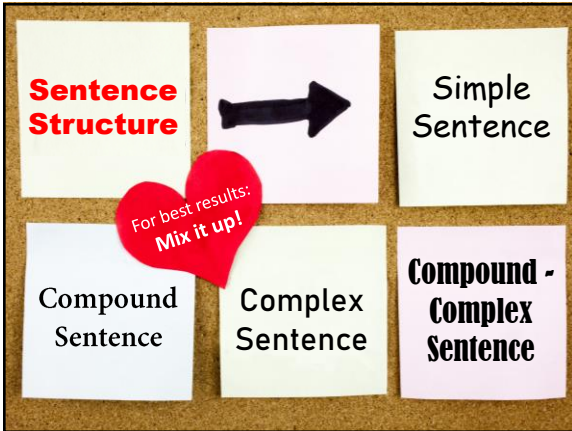 Sentence
Structure
Simple
Sentence
For best results:
Mix it up!
Compound
Sentence
Complex
Sentence
Compound -
Complex
Sentence